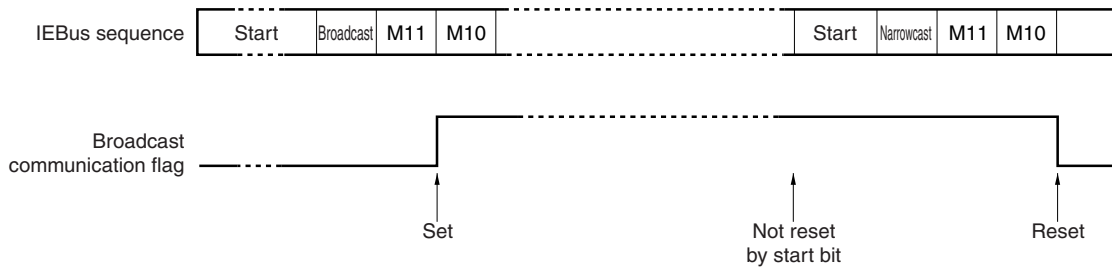 IEBus sequence Start Broadcast M11 M10 Start Narrowcast M11 M10
Broadcast
communication flag
Set Not reset Reset
by start bit